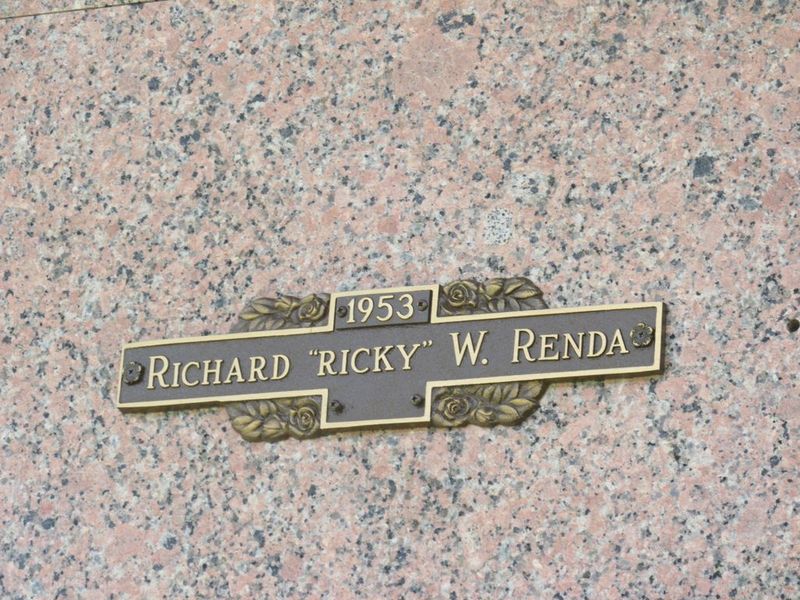 1953
RICHARD "RICKY" W. RENDA